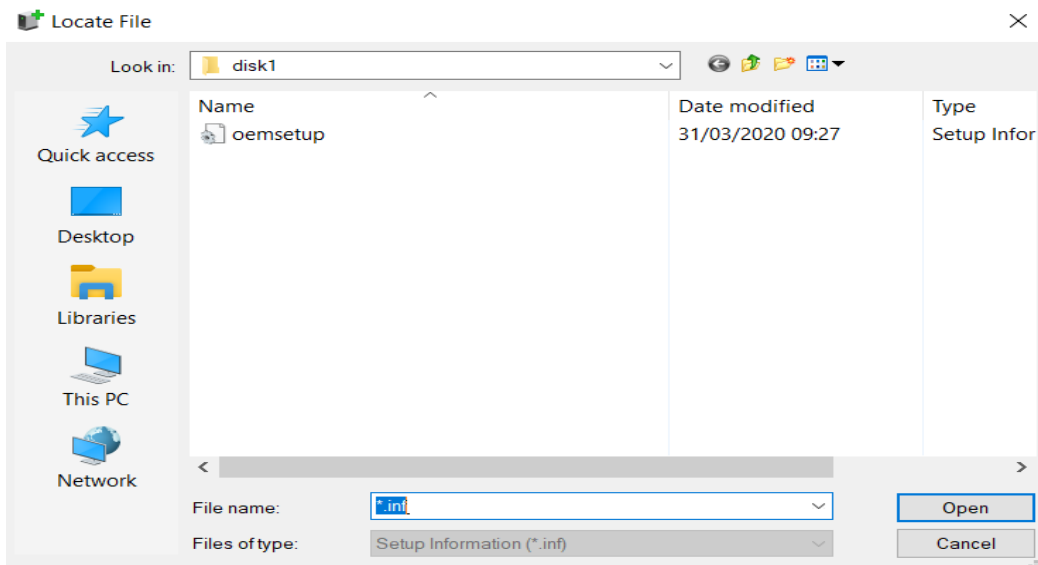 Locate File
Look in: disk1
Name Date modified Type
oemsetup 31/03/2020 09:27 Setup Infor
Quick access
Desktop
Libraries
This PC
Network
File name: *.inf Open
Files of type: Setup Information (*.inf) Cancel